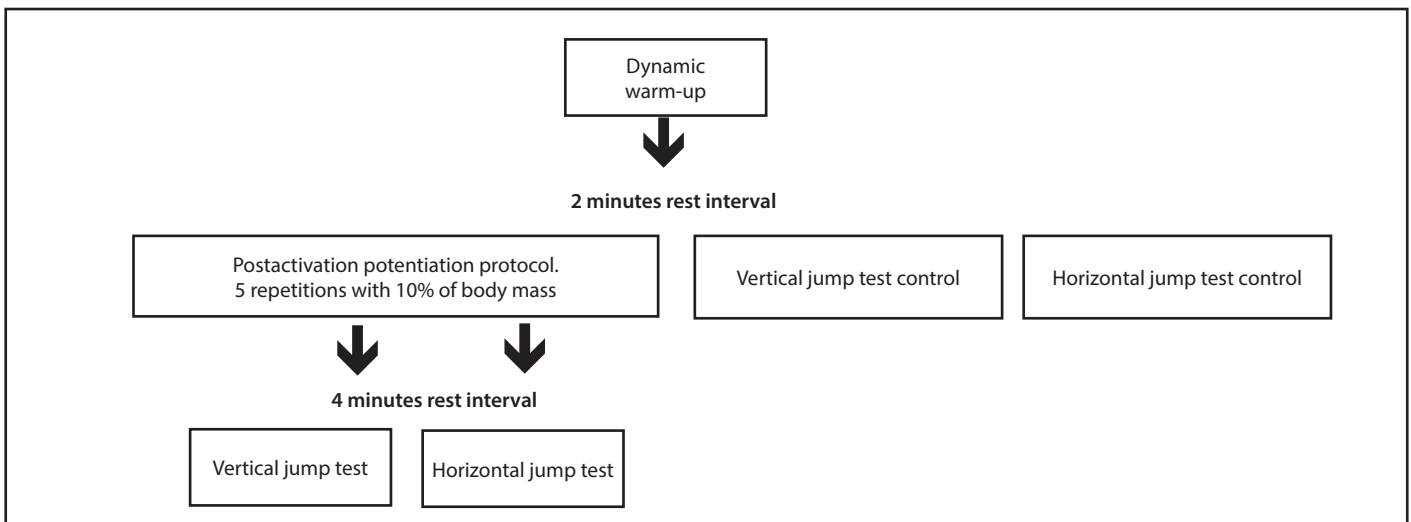 Dynamic
warm-up
2 minutes rest interval
Postactivation potentiation protocol.
5 repetitions with 10% of body mass
Vertical jump test control
Horizontal jump test control
4 minutes rest interval
Vertical jump test
Horizontal jump test